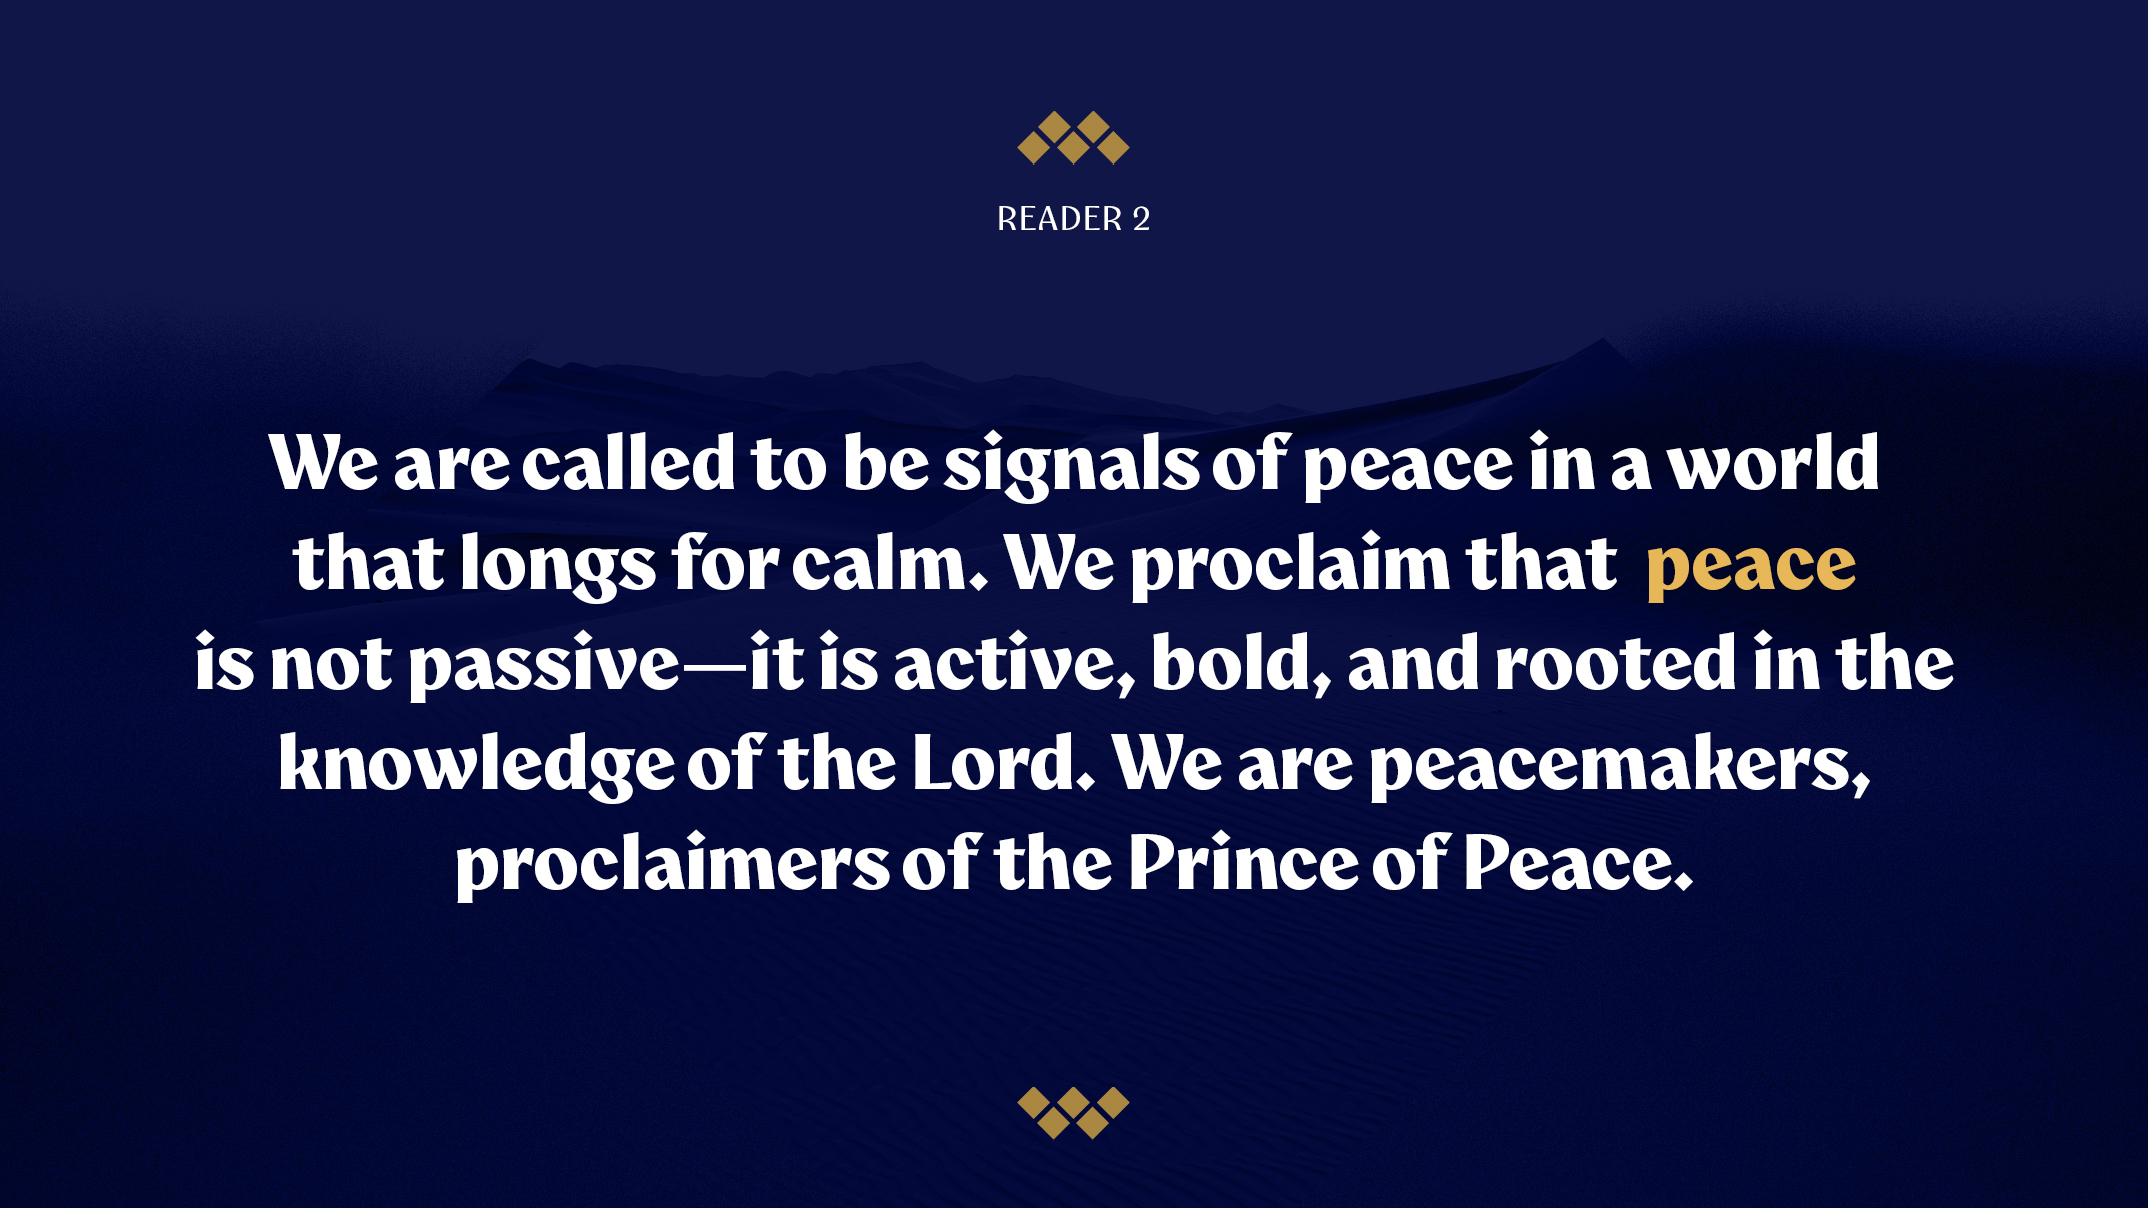 READER 2
We are called to be signals of peace in a world
that longs for calm. We proclaim that peace
is not passive—it is active, bold, and rooted in the
knowledge of the Lord. We are peacemakers,
proclaimers of the Prince of Peace.